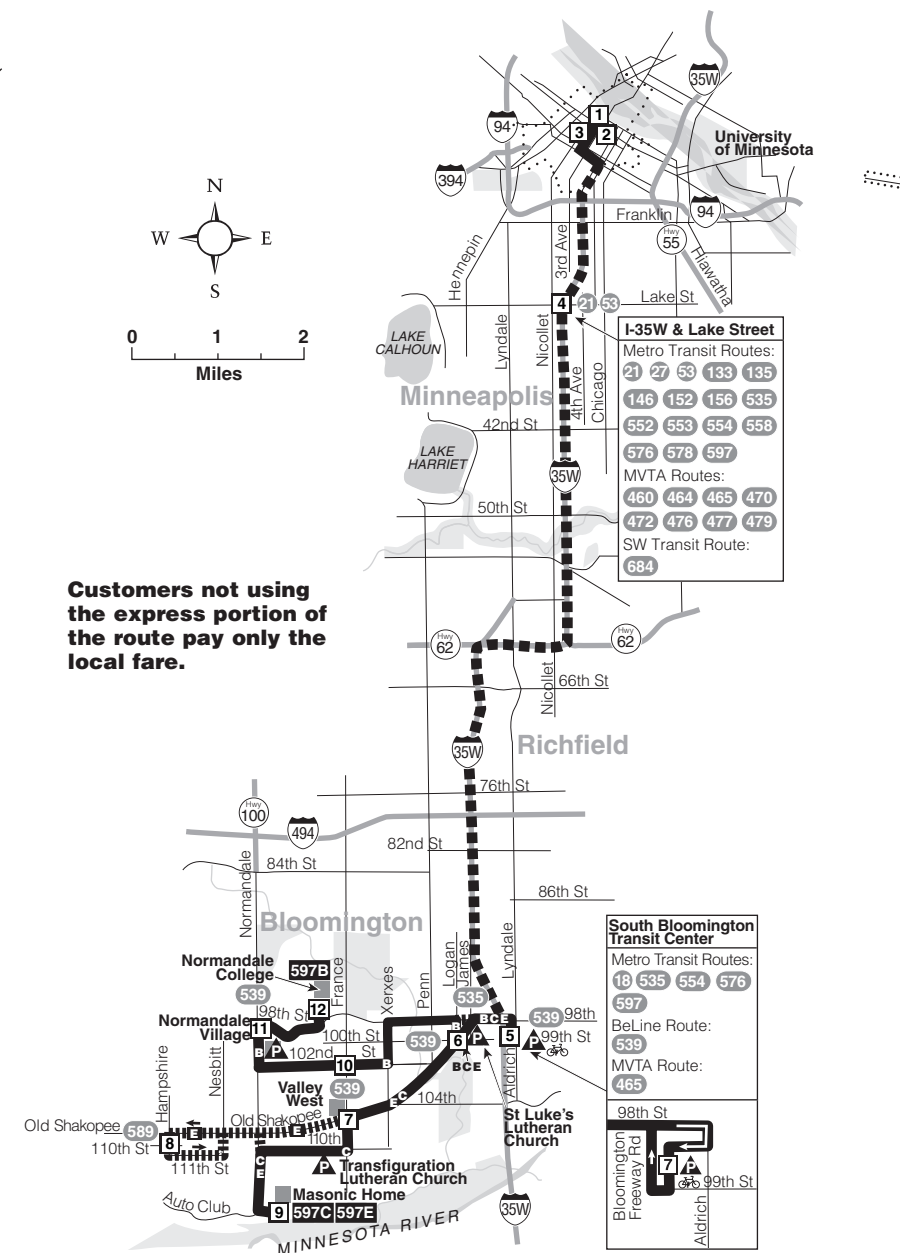 35W
94
1
3
2
University
of Minnesota
394
N
W
E
S
0
1
2
Miles
Franklin
94
Hwy
55
Hennepin
3rd Ave
Hiawatha
4
21
53
Lake St
LAKE
CALHOUN
Lyndale
Nicollet
4th Ave
Chicago
Minneapolis
42nd St
LAKE
HARRIET
35W
50th St
I-35W & Lake Street
Metro Transit Routes:
21 27 53 133 135
146 152 156 535
552 553 554 558
576 578 597
MVTA Routes:
460 464 465 470
472 476 477 479
SW Transit Route:
684
Customers not using
the express portion of
the route pay only the
local fare.
Hwy
62
Hwy
62
Nicollet
66th St
35W
Richfield
76th St
Hwy
100
494
82nd St
84th St
Normandale
86th St
Bloomington
Normandale
College
597B
539
France
Xerxes
Penn
Logan
James
Lyndale
535
12
98th St
Normandale
Village
11
P
B
102nd St
100th St
539
B
BCE
539
98th
6
P
5
P
99th St
10
B
BCE
Aldrich
Hampshire
Nesbitt
Valley
West
539
EC
104th
St Luke's
Lutheran
Church
Old Shakopee
589
E
Old Shakopee
E
7
8
110th St
110th
111th St
C
E
C
P
Transfiguration
Lutheran Church
Masonic Home
Auto Club
9
597C
597E
35W
MINNESOTA RIVER
South Bloomington
Transit Center
Metro Transit Routes:
18 535 554 576
597
BeLine Route:
539
MVTA Route:
465
98th St
Bloomington
Freeway Rd
7
P
99th St
Aldrich